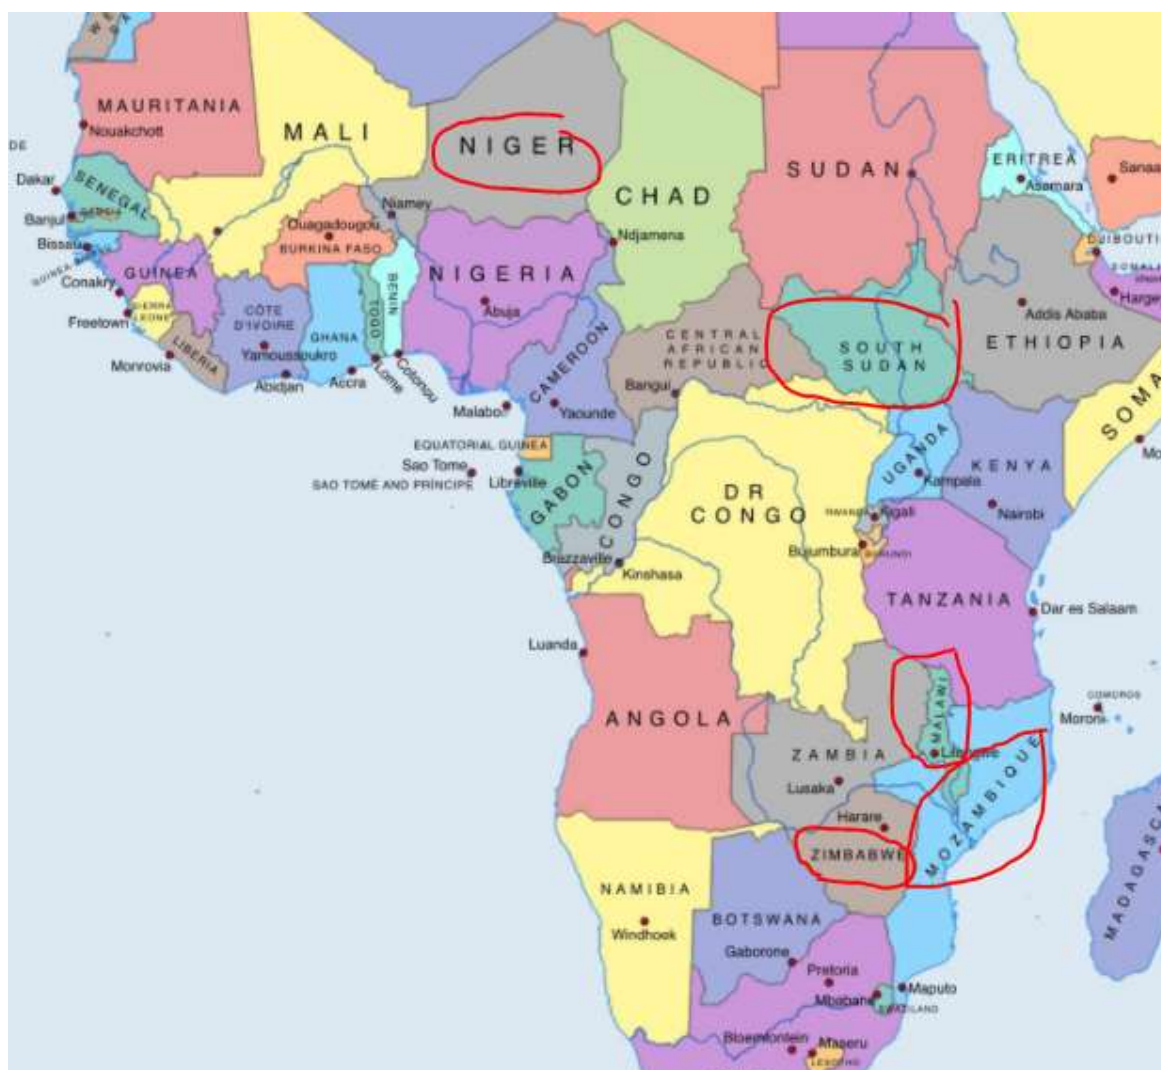 MAURITANIA
Nouakchott
MALI
NIGER
CHAD
SUDAN
ERITREA
Asmara
Sanaa
DE
Dakar
SENEGAL
Banjul
Bissau
GUINEA
Conakry
Freetown
SIERRA
LEONE
LIBERIA
Monrovia
Niamey
Ouagadougou
BURKINA FASO
CÔTE
D'IVOIRE
Yamoussoukro
Abidjan
GHANA
Accra
TOGO
Lome
BENIN
Cotonou
NIGERIA
Abuja
Ndjamena
CAMEROON
Yaounde
Malabo
CENTRAL
AFRICAN
REPUBLIC
Bangui
SOUTH
SUDAN
DJIBOUTI
Addis Ababa
ETHIOPIA
SOMA
Mo
EQUATORIAL GUINEA
Sao Tome
SAO TOME AND PRÍNCIPE
Libreville
GABON
CONGO
Brazzaville
Kinshasa
DR
CONGO
UGANDA
Kampala
KENYA
Nairobi
RWANDA
Kigali
Bujumbura
BURUNDI
TANZANIA
Dar es Salaam
Luanda
ANGOLA
ZAMBIA
Lusaka
MALAWI
Lilongwe
COMOROS
Moroni
MOZAMBIQUE
Harare
ZIMBABWE
MADAGASCA
NAMIBIA
Windhoek
BOTSWANA
Gaborone
Pretoria
Mbabane
SWAZILAND
Maputo
Bloemfontein
Maseru
LESOTHO